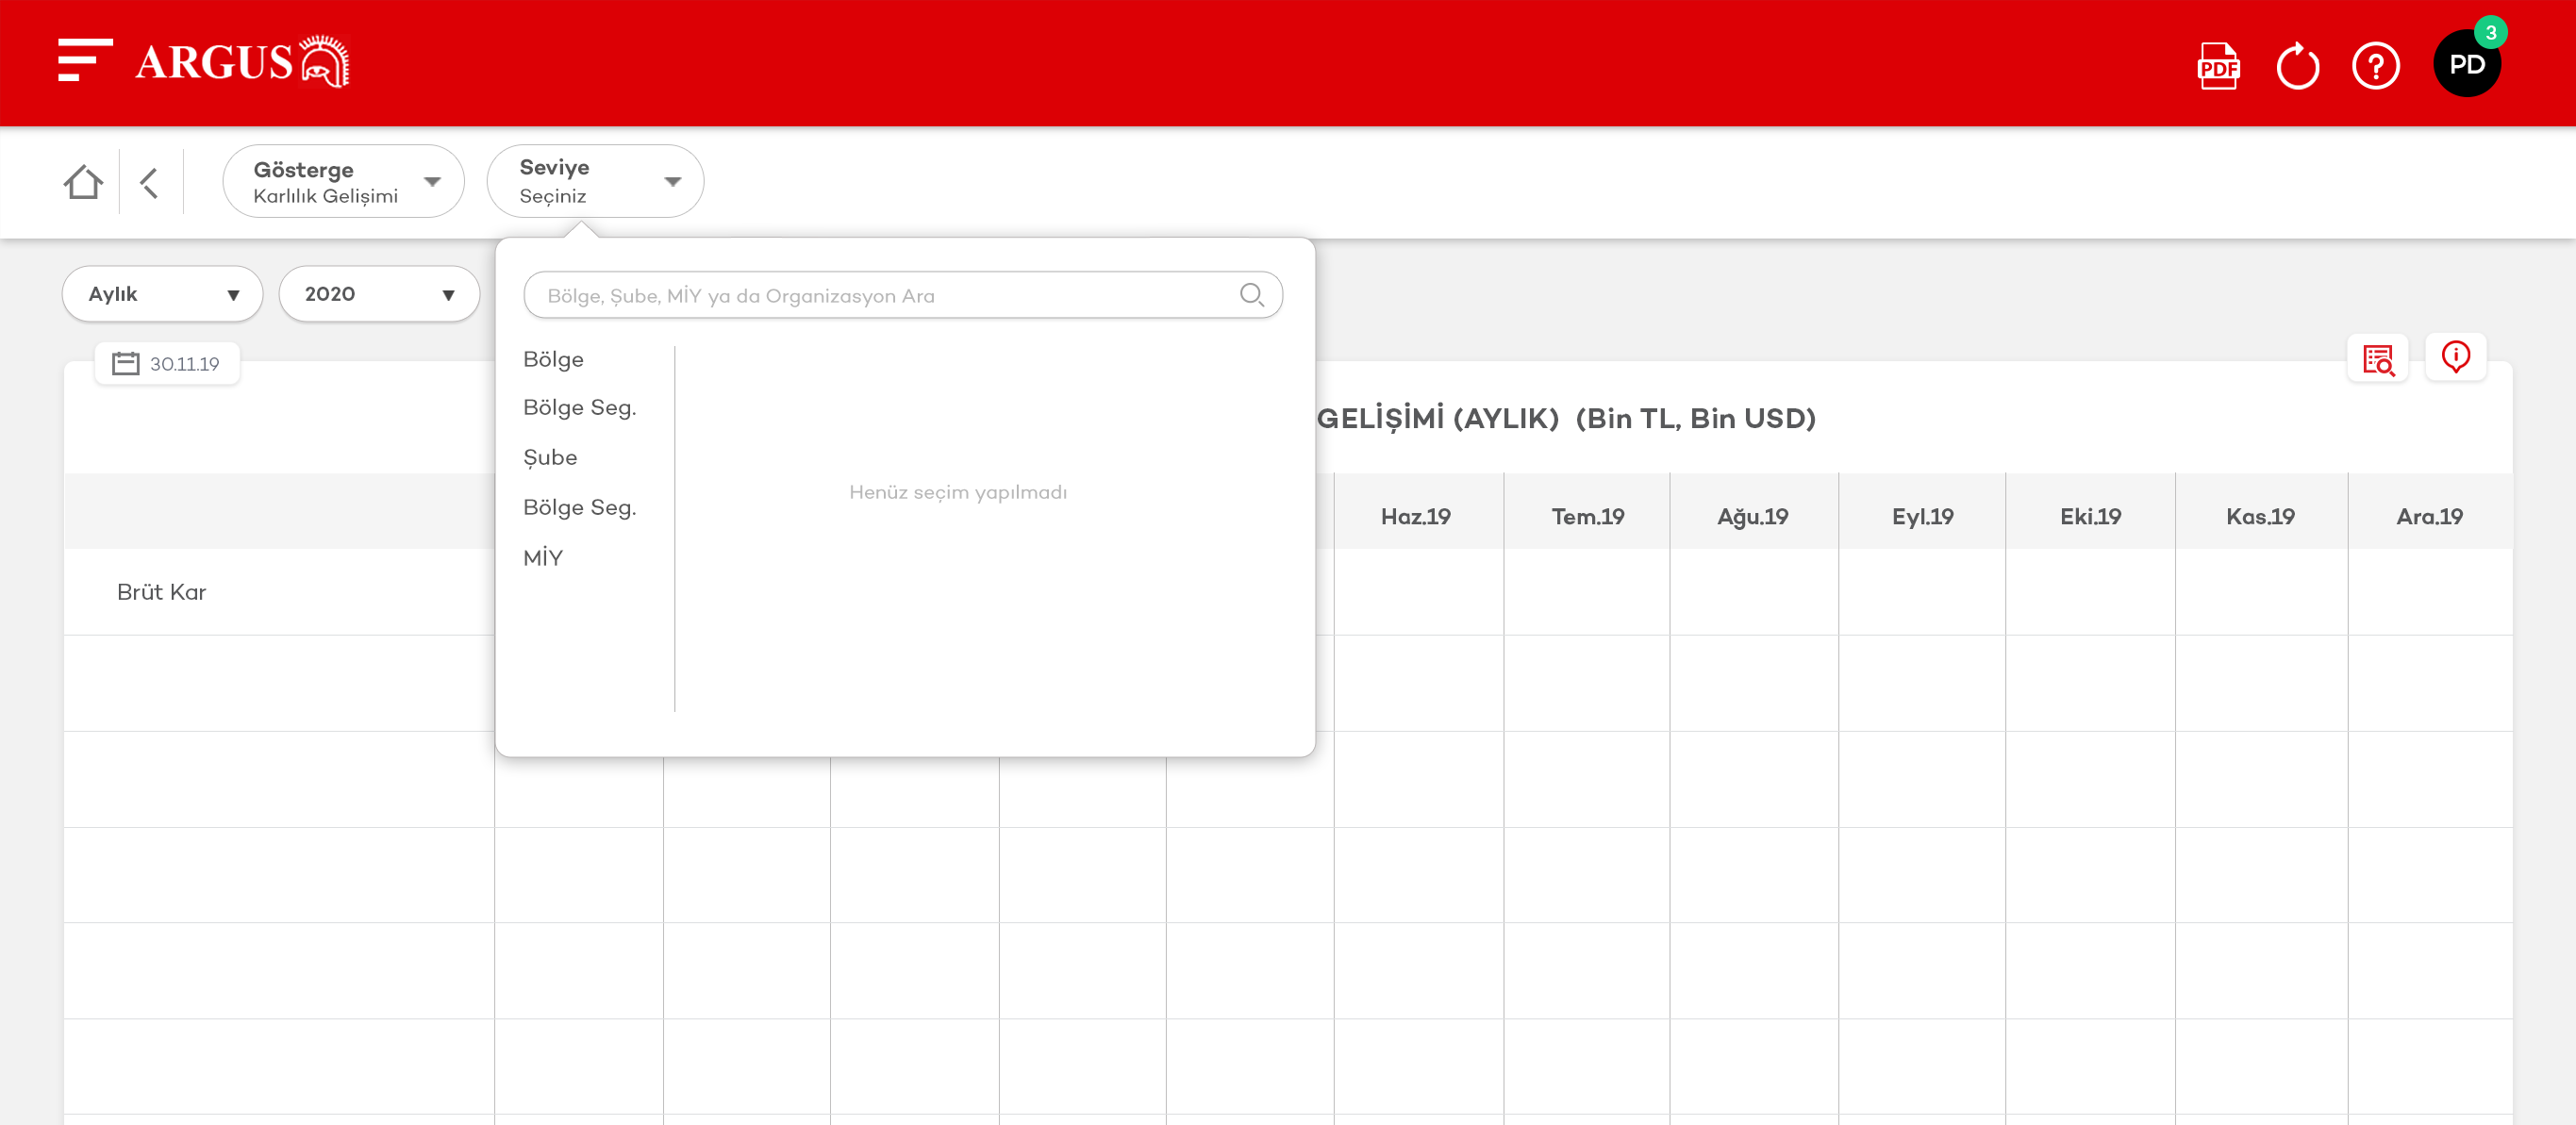 ARGUS
PDF
?
PD
3
Gösterge
Karlılık Gelişimi
Seviye
Seçiniz
Aylık
2020
Bölge, Şube, MİY ya da Organizasyon Ara
30.11.19
Bölge
Bölge Seg.
Şube
Bölge Seg.
MİY
Henüz seçim yapılmadı
GELİŞİMİ (AYLIK) (Bin TL, Bin USD)
Haz.19 Tem.19 Ağu.19 Eyl.19 Eki.19 Kas.19 Ara.19
Brüt Kar